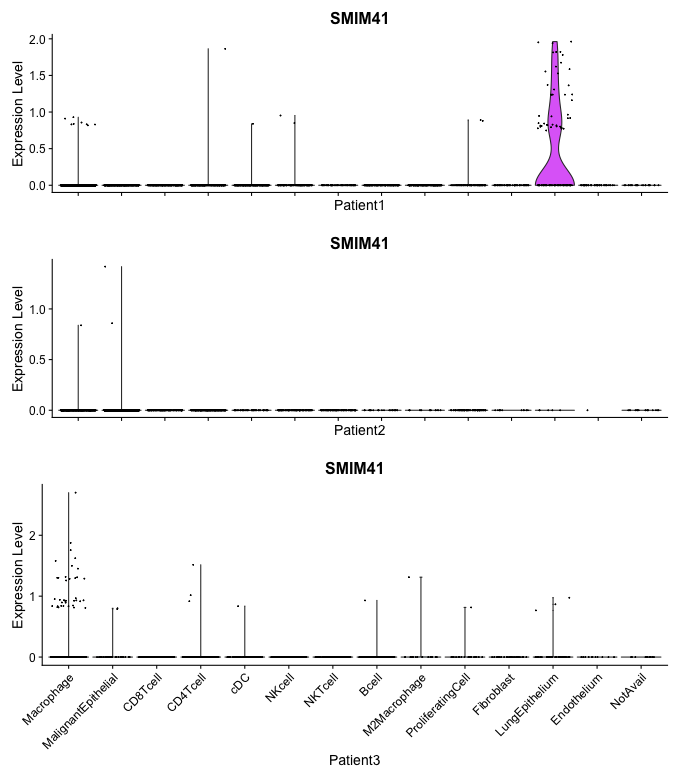 SMIM41
Expression Level
2.0
1.5
1.0
0.5
0.0
Patient1
SMIM41
Expression Level
1.0
0.5
0.0
Patient2
SMIM41
Expression Level
2
1
0
Macrophage
MalignantEpithelial
CD8Tcell
CD4Tcell
cDC
NKcell
NKTcell
Bcell
M2Macrophage
ProliferatingCell
Fibroblast
LungEpithelium
Endothelium
NotAvail
Patient3